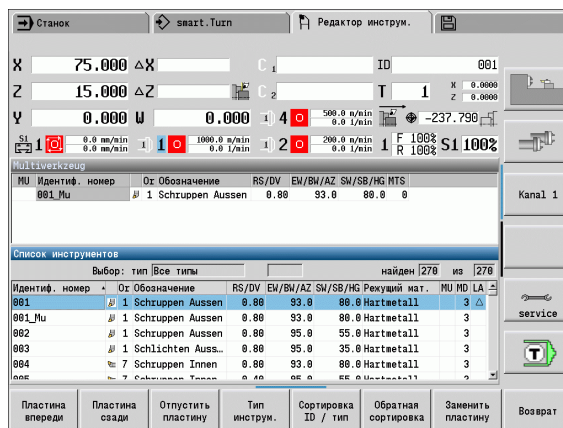 Станок smart.Turn Редактор инструм.
X 75.000 ΔX C 1 ID 001
Z 15.000 ΔZ C 2 T 1 X 0.0000 Z 0.0000
Y 0.000 W 0.000 4 500.0 m/min 0.0 1/min -237.790
S1 1 0.0 mm/min 0.0 mm/min 1 1000.0 m/min 0.0 1/min 2 200.0 m/min 0.0 1/min 1 F 100% R 100% S1 100%
Multiverkzeug
MU Идентиф. номер Or Обозначение RS/DV EW/BW/AZ SW/SB/HG MTS
001_Mu 1 Schruppen Aussen 0.80 93.0 80.0 0
Kanal 1
Список инструментов
Выбор: тип Все типы найден 270 из 270
Идентиф. номер Or Обозначение RS/DV EW/BW/AZ SW/SB/HG Режущий мат. MU MD LA
001 1 Schruppen Aussen 0.80 93.0 80.0 Hartmetall 3
001_Mu 1 Schruppen Aussen 0.80 93.0 80.0 Hartmetall 3
002 1 Schruppen Aussen 0.80 95.0 55.0 Hartmetall 3
003 1 Schlichten Auss… 0.80 95.0 35.0 Hartmetall 3
004 7 Schruppen Innen 0.80 93.0 80.0 Hartmetall 3
service
T
Пластина впереди
Пластина сзади
Отпустить пластину
Тип инструм.
Сортировка ID / тип
Обратная сортировка
Заменить пластину
Возврат